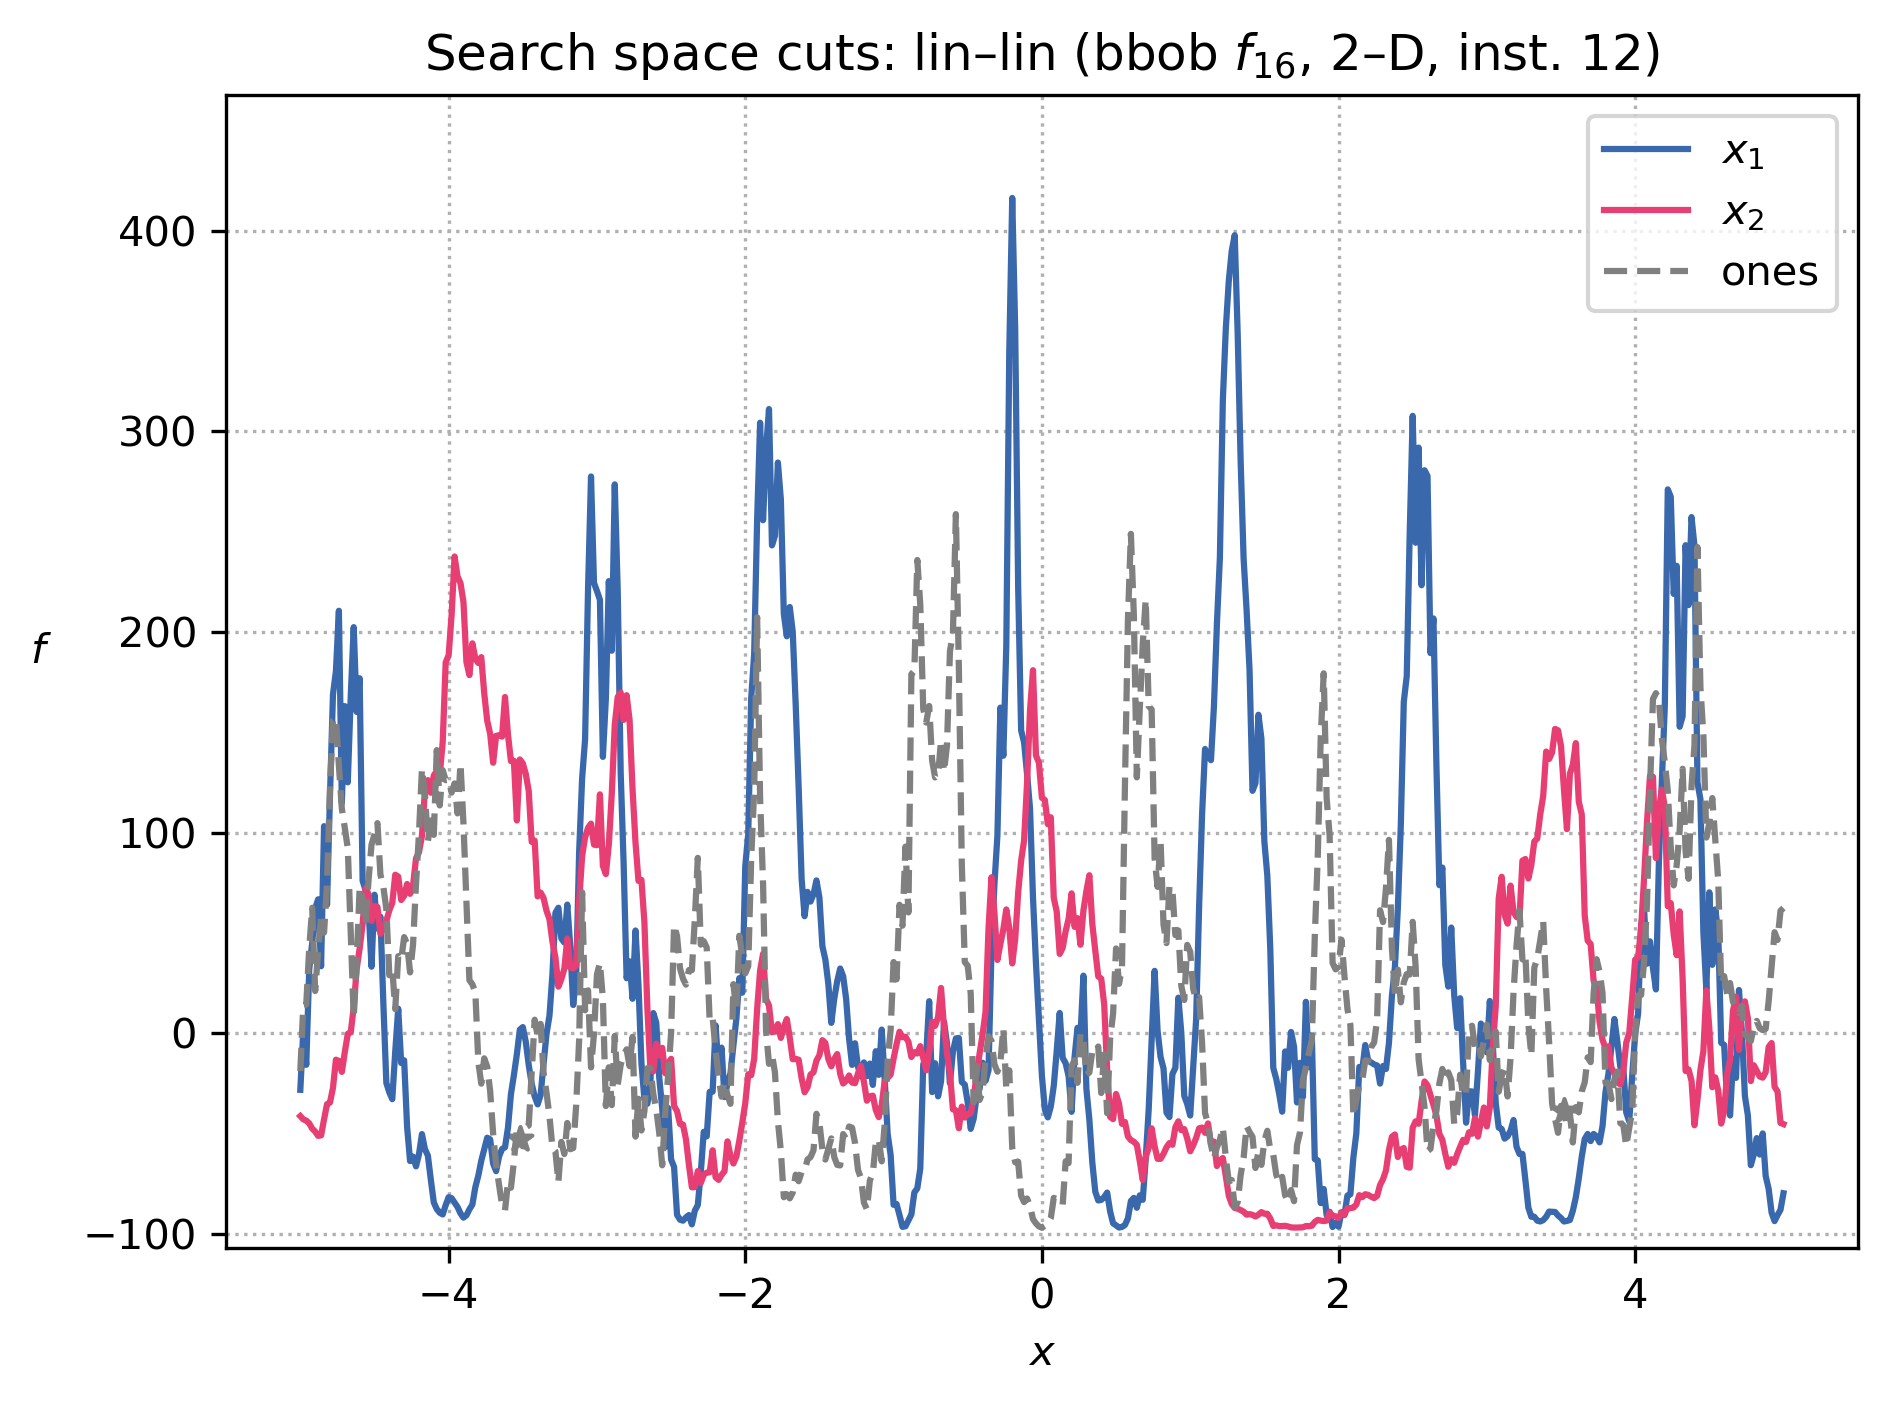 Search space cuts: lin–lin (bbob f16, 2–D, inst. 12)
x1
x2
ones
400
300
200
100
0
−100
f
−4
−2
0
2
4
x